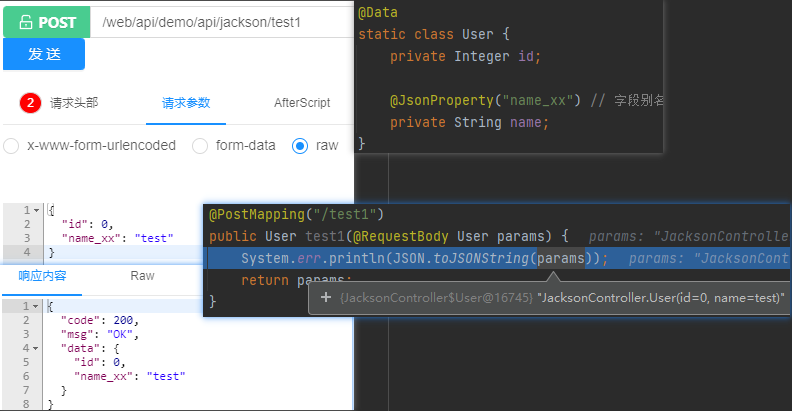 POST /web/api/demo/api/jackson/test1
发 送
2 请求头部 请求参数 AfterScript
x-www-form-urlencoded form-data raw
1 {
2 "id": 0,
3 "name_xx": "test"
4 }
响应内容 Raw
1 {
2 "code": 200,
3 "msg": "OK",
4 "data": {
5 "id": 0,
6 "name_xx": "test"
7 }
8 }
@Data
static class User {
private Integer id;
@JsonProperty("name_xx") // 字段别名
private String name;
}
@PostMapping("/test1")
public User test1(@RequestBody User params) { params: "JacksonControlle
System.err.println(JSON.toJSONString(params)); params: "JacksonCont
return params;
}
+ {JacksonController$User@16745} "JacksonController.User(id=0, name=test)"